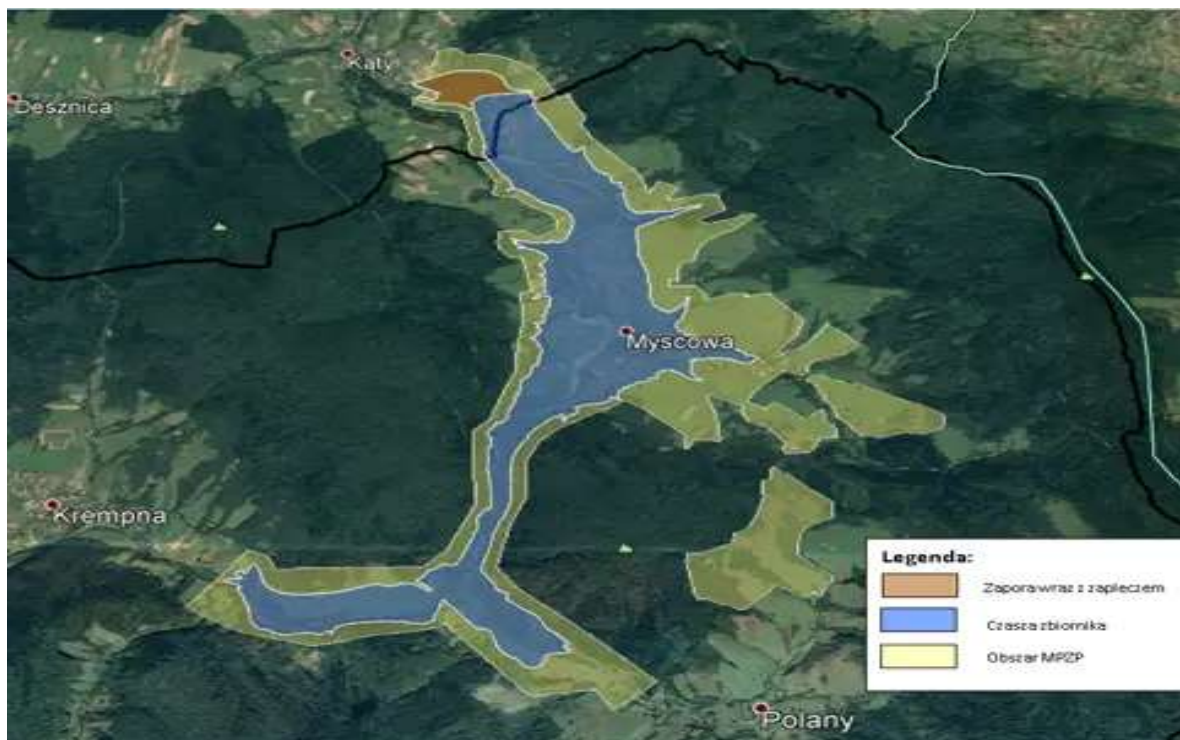 Kąty
Desznica
Myscowa
Krempna
Legenda:
Zapora wraz z zapleczem
Czasza zbiornika
Obszar MPZP
Polany